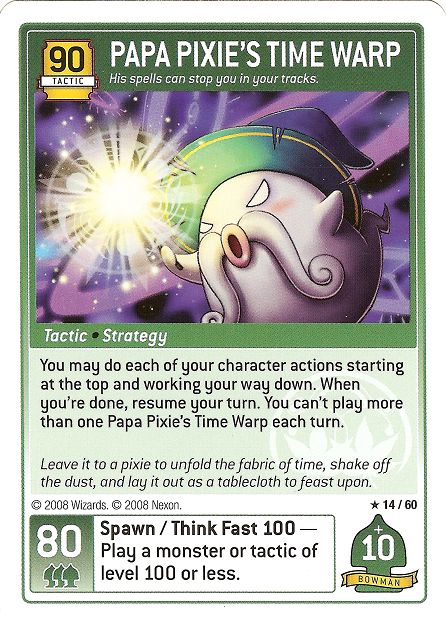 90
TACTIC
PAPA PIXIE'S TIME WARP
His spells can stop you in your tracks.
Tactic • Strategy
You may do each of your character actions starting
at the top and working your way down. When
you're done, resume your turn. You can't play more
than one Papa Pixie's Time Warp each turn.
Leave it to a pixie to unfold the fabric of time, shake off
the dust, and lay it out as a tablecloth to feast upon.
© 2008 Wizards. © 2008 Nexon.
★ 14 / 60
80
Spawn / Think Fast 100 —
Play a monster or tactic of
level 100 or less.
+
10
BOWMAN